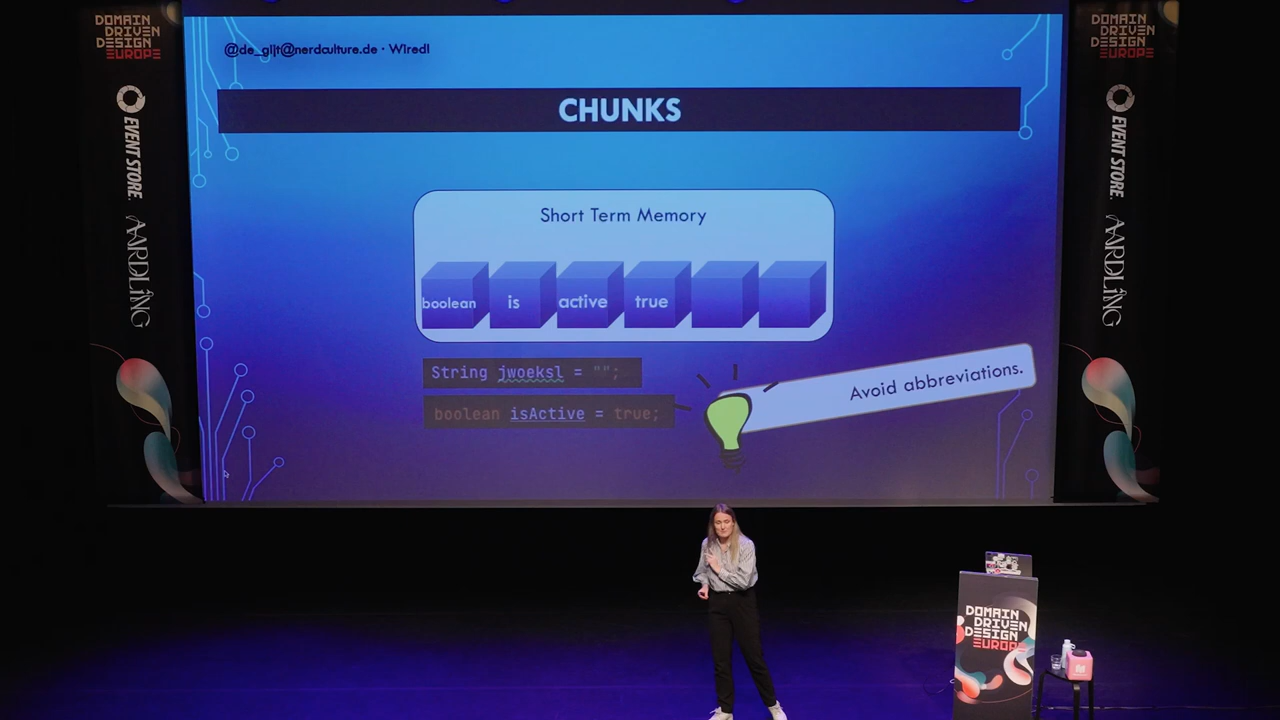 DOMAIN
DRIVEN
DESIGN
EUROPE
EVENT STORE.
AARDLING
@de_gijt@nerdculture.de · Wiredl
CHUNKS
Short Term Memory
boolean is active true
String jwoeksl = "";
boolean isActive = true;
Avoid abbreviations.
DOMAIN
DRIVEN
DESIGN
EUROPE
EVENT STORE.
AARDLING
DOMAIN
DRIVEN
DESIGN
EUROPE